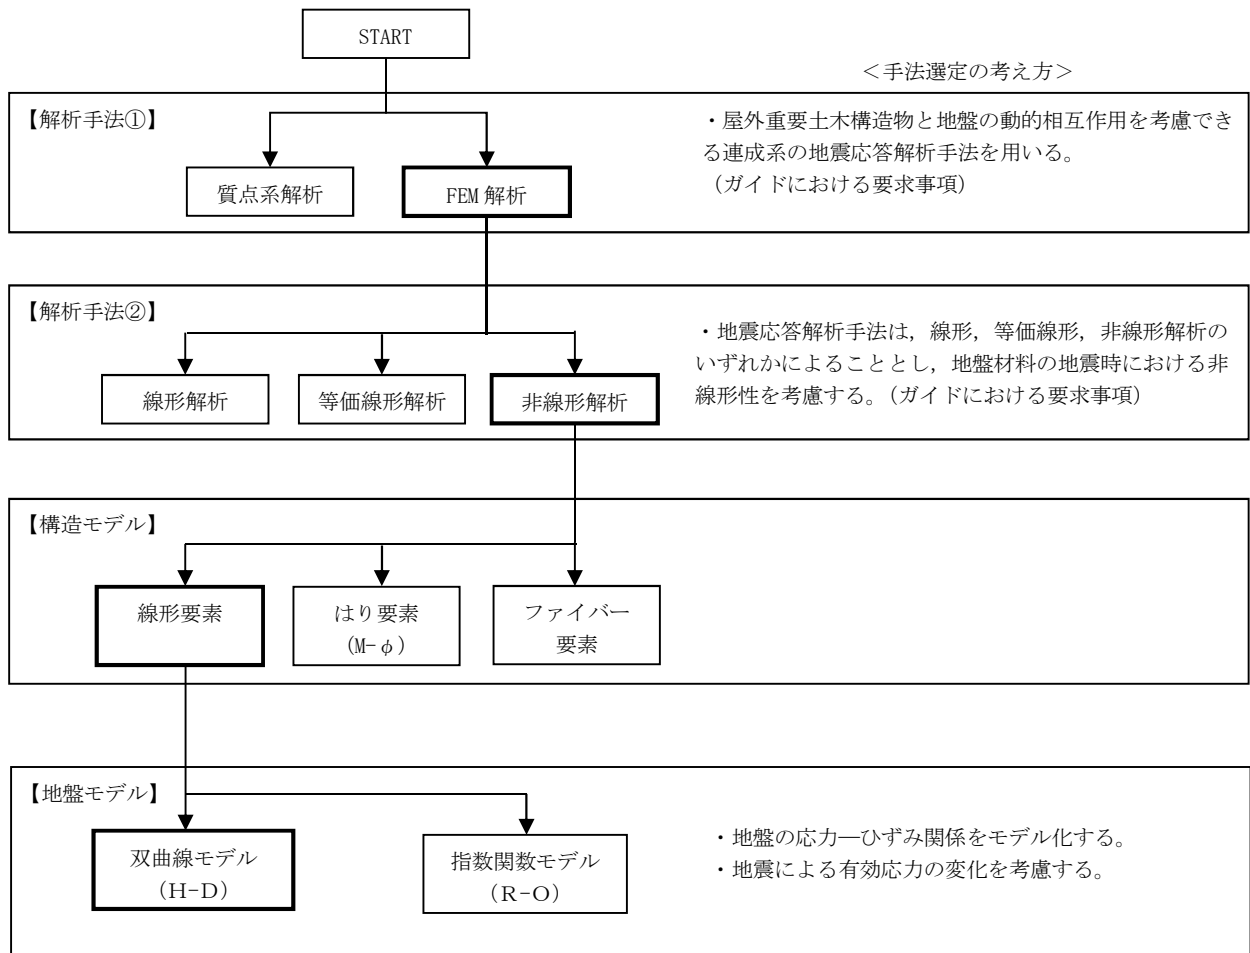 START
＜手法選定の考え方＞
【解析手法①】
・屋外重要土木構造物と地盤の動的相互作用を考慮でき
る連成系の地震応答解析手法を用いる。
（ガイドにおける要求事項）
質点系解析
FEM 解析
【解析手法②】
・地震応答解析手法は，線形，等価線形，非線形解析の
いずれかによることとし，地盤材料の地震時における非
線形性を考慮する。（ガイドにおける要求事項）
線形解析
等価線形解析
非線形解析
【構造モデル】
線形要素
はり要素
(M-φ)
ファイバー
要素
【地盤モデル】
双曲線モデル
（H-D）
指数関数モデル
（R-O）
・地盤の応力―ひずみ関係をモデル化する。
・地震による有効応力の変化を考慮する。